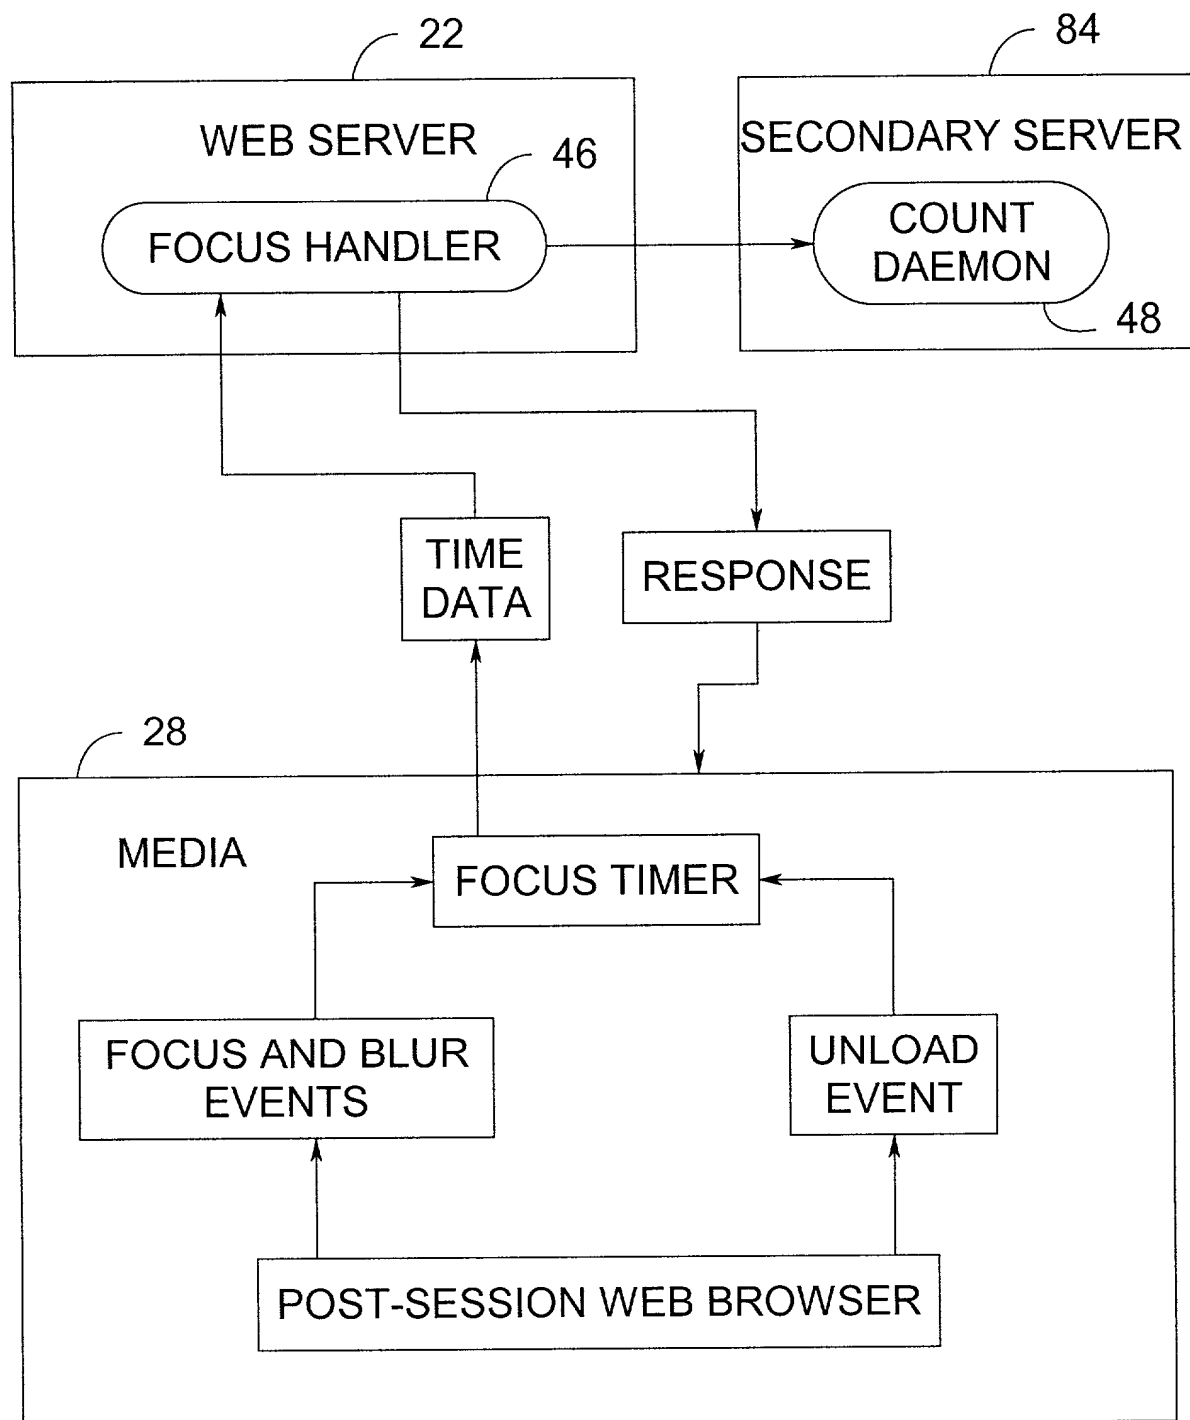 22
84
WEB SERVER
SECONDARY SERVER
46
FOCUS HANDLER
COUNT
DAEMON
48
TIME
DATA
RESPONSE
28
MEDIA
FOCUS TIMER
FOCUS AND BLUR
EVENTS
UNLOAD
EVENT
POST-SESSION WEB BROWSER